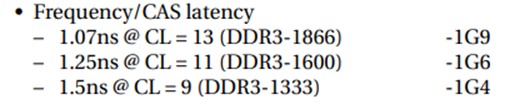 • Frequency/CAS latency
– 1.07ns @ CL = 13 (DDR3-1866) -1G9
– 1.25ns @ CL = 11 (DDR3-1600) -1G6
– 1.5ns @ CL = 9 (DDR3-1333) -1G4